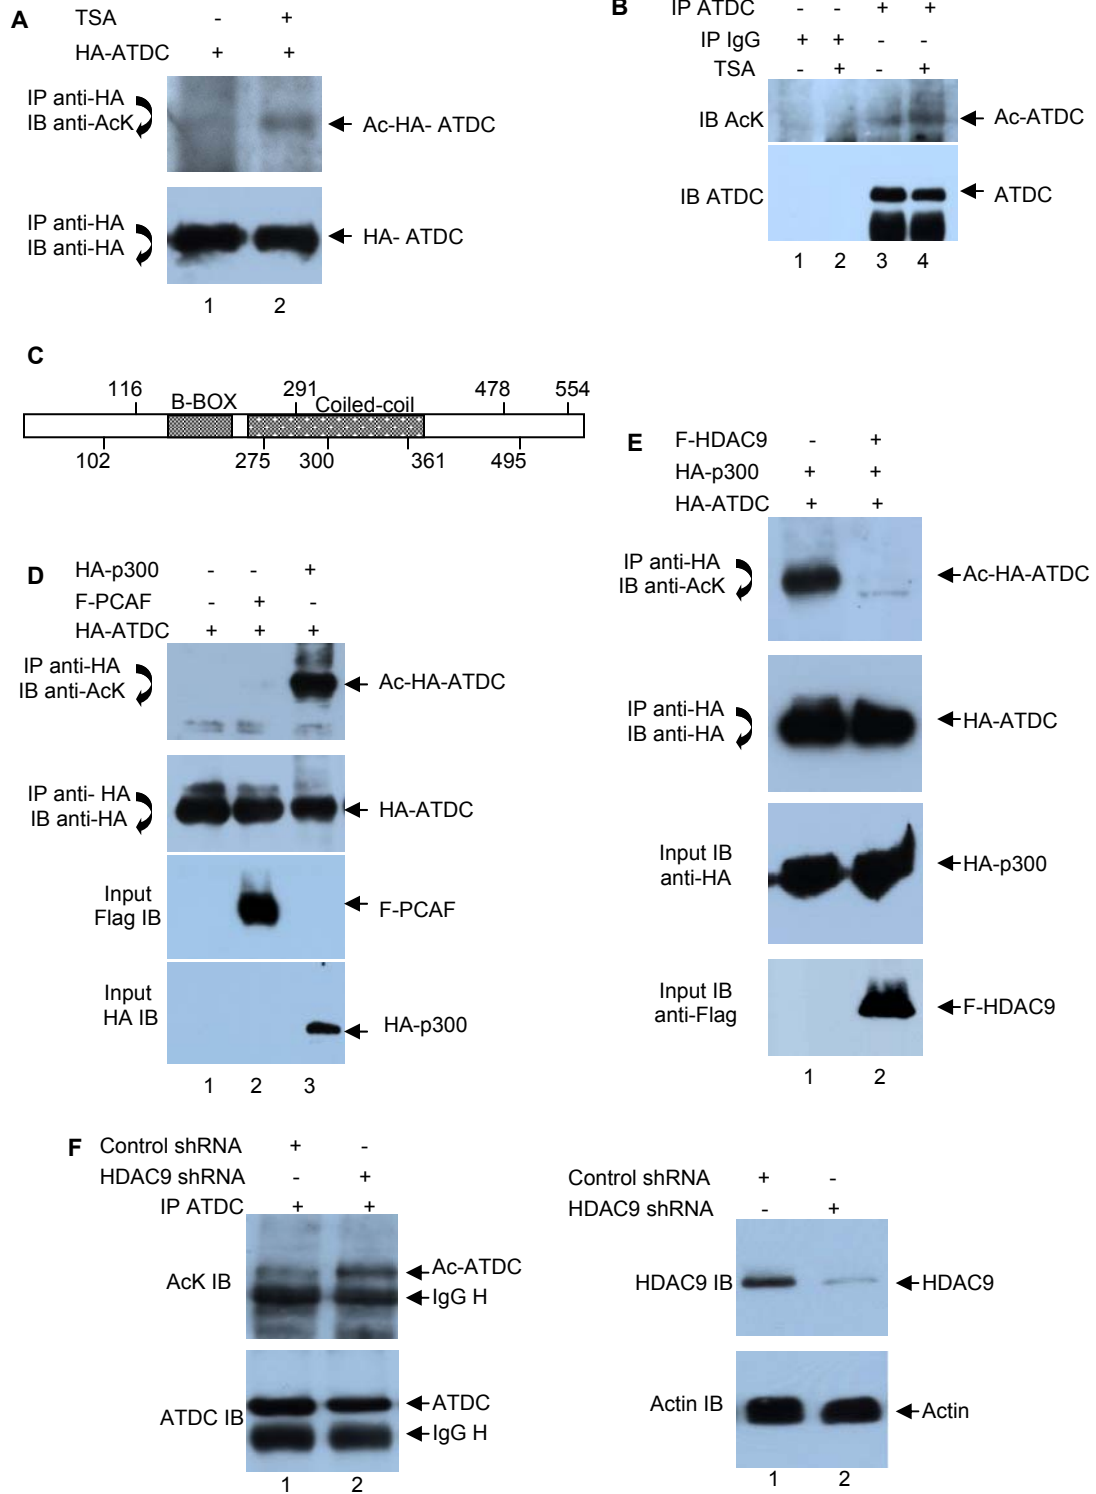 A
TSA - +
HA-ATDC + +
IP anti-HA
IB anti-AcK
Ac-HA- ATDC
IP anti-HA
IB anti-HA
HA- ATDC
1 2
B
IP ATDC - - + +
IP IgG + + - -
TSA - + - +
IB AcK
Ac-ATDC
IB ATDC
ATDC
1 2 3 4
C
116 291 478 554
B-BOX Coiled-coil
102 275 300 361 495
D
HA-p300 - - +
F-PCAF - + -
HA-ATDC + + +
IP anti-HA
IB anti-AcK
Ac-HA-ATDC
IP anti- HA
IB anti-HA
HA-ATDC
Input
Flag IB
F-PCAF
Input
HA IB
HA-p300
1 2 3
E
F-HDAC9 - +
HA-p300 + +
HA-ATDC + +
IP anti-HA
IB anti-AcK
Ac-HA-ATDC
IP anti-HA
IB anti-HA
HA-ATDC
Input IB
anti-HA
HA-p300
Input IB
anti-Flag
F-HDAC9
1 2
F
Control shRNA + -
HDAC9 shRNA - +
IP ATDC + +
AcK IB
Ac-ATDC
IgG H
ATDC IB
ATDC
IgG H
1 2
Control shRNA + -
HDAC9 shRNA - +
HDAC9 IB
HDAC9
Actin IB
Actin
1 2